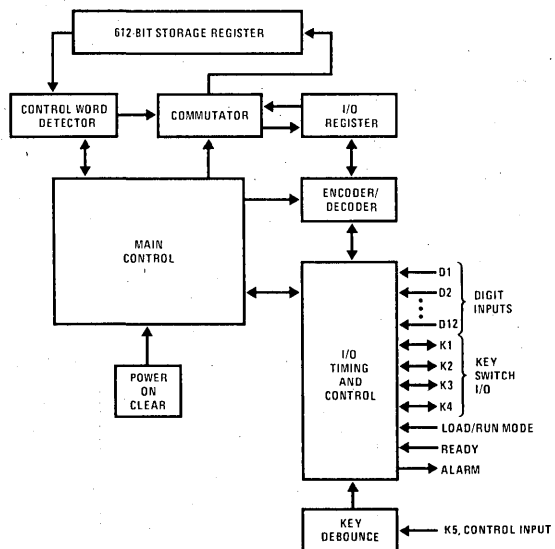 612-BIT STORAGE REGISTER
CONTROL WORD
DETECTOR
COMMUTATOR
I/O
REGISTER
ENCODER/
DECODER
MAIN
CONTROL
POWER
ON
CLEAR
I/O
TIMING
AND
CONTROL
D1
D2
D12
DIGIT
INPUTS
K1
K2
K3
K4
KEY
SWITCH
I/O
LOAD/RUN MODE
READY
ALARM
KEY
DEBOUNCE
K5, CONTROL INPUT